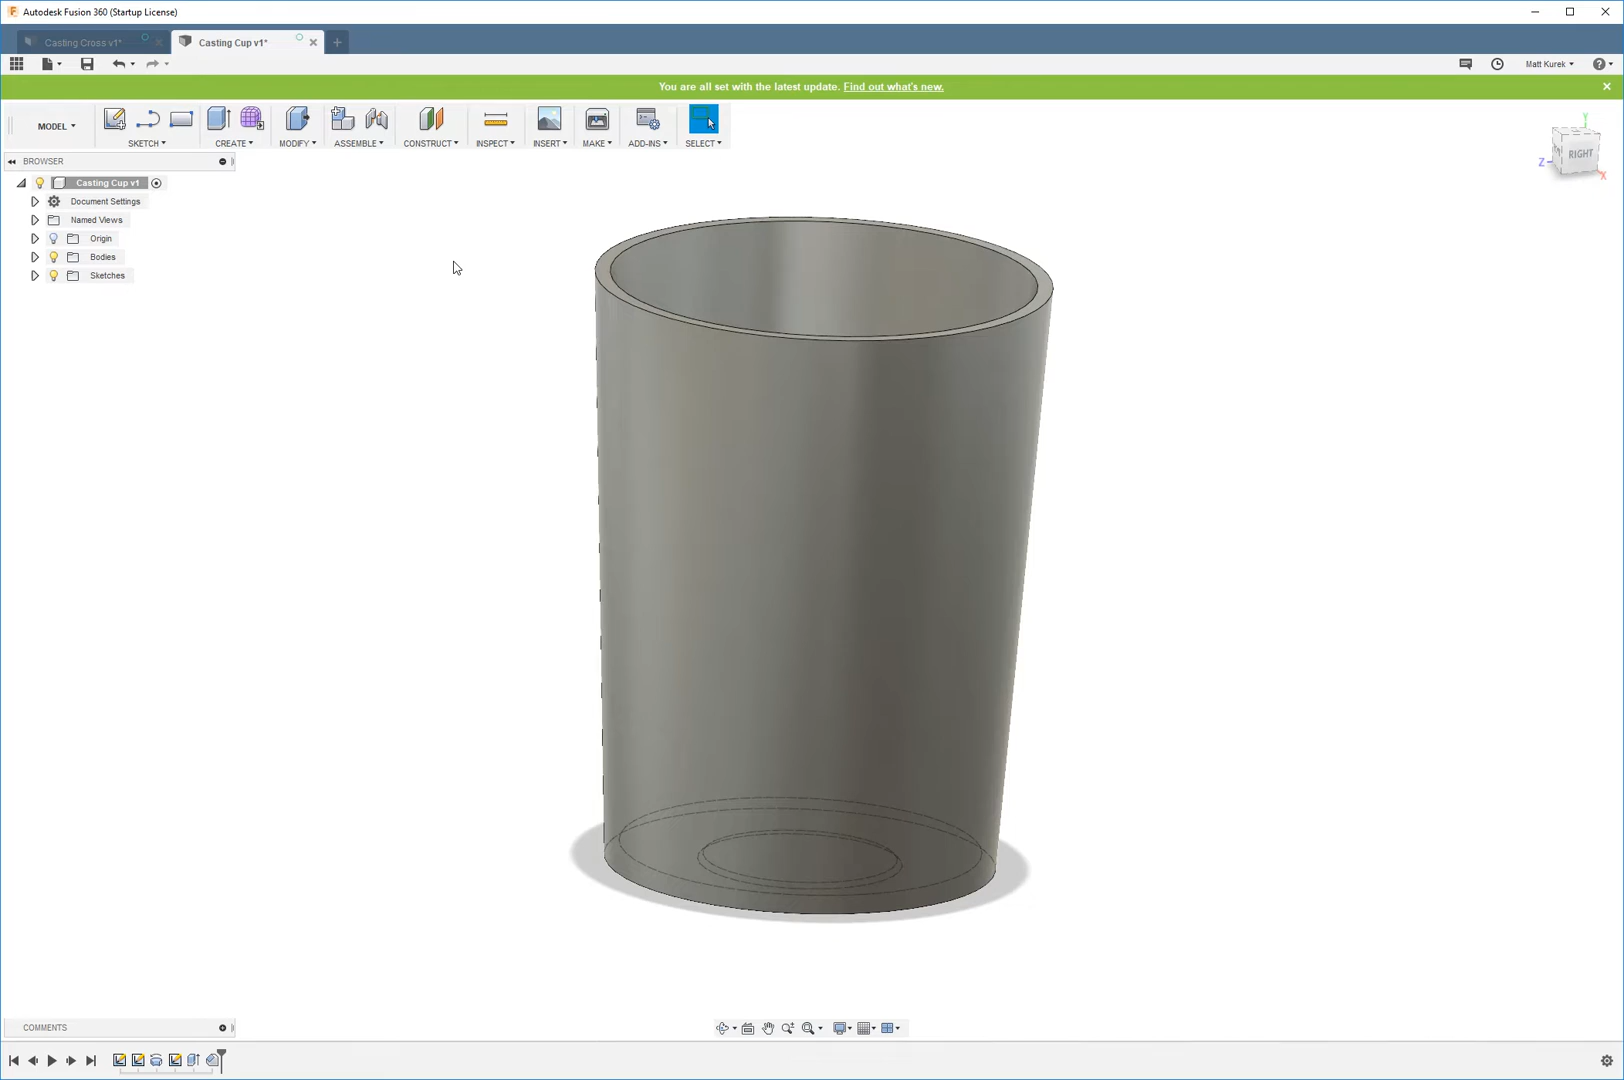 Autodesk Fusion 360 (Startup License)
Casting Cross v1*
Casting Cup v1*
Matt Kurek
You are all set with the latest update. Find out what's new.
MODEL
SKETCH
CREATE
MODIFY
ASSEMBLE
CONSTRUCT
INSPECT
INSERT
MAKE
ADD-INS
SELECT
Y
RIGHT
Z
X
BROWSER
Casting Cup v1
Document Settings
Named Views
Origin
Bodies
Sketches
COMMENTS